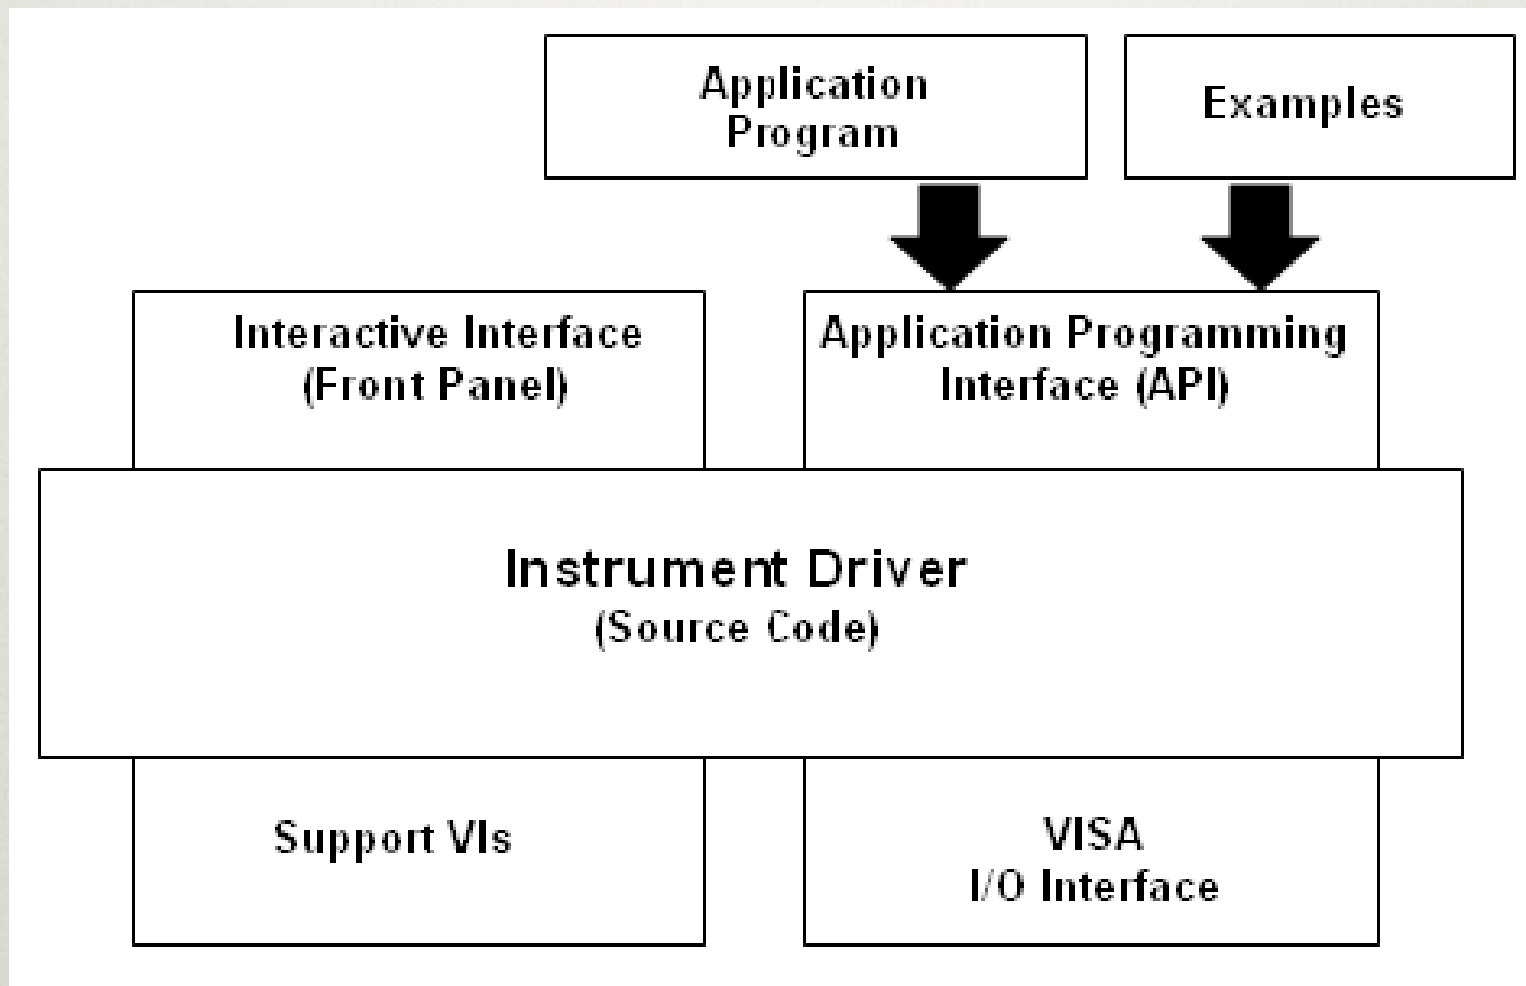 Application
Program
Examples
Interactive Interface
(Front Panel)
Application Programming
Interface (API)
Instrument Driver
(Source Code)
Support VIs
VISA
I/O Interface